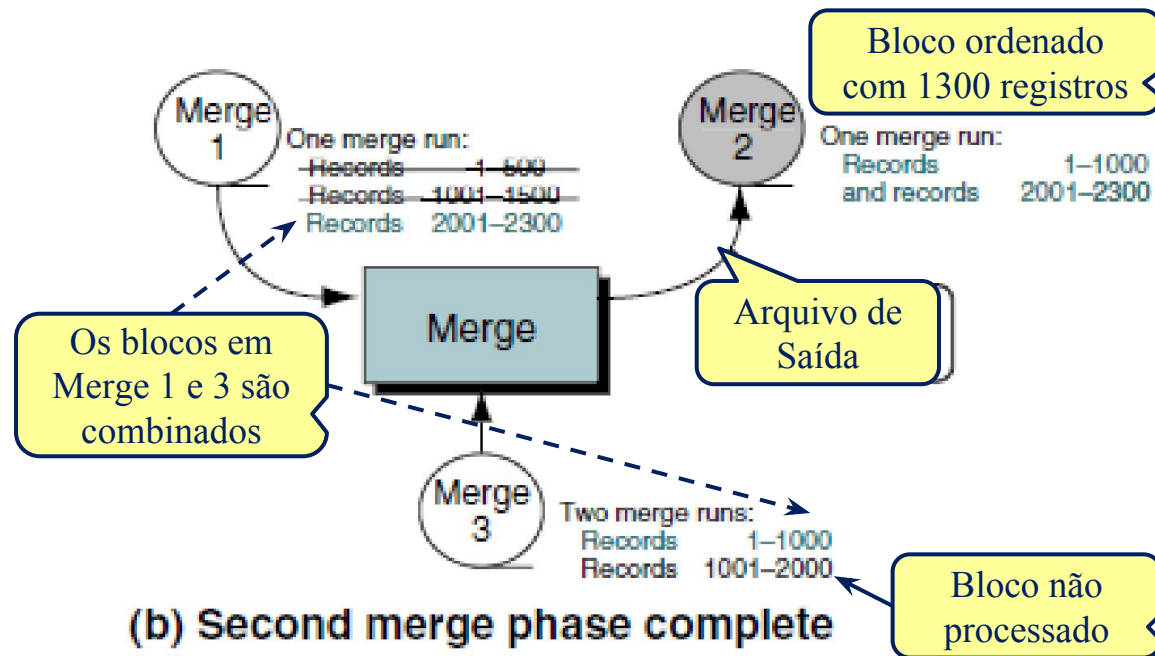 Bloco ordenado
com 1300 registros
Merge
1
One merge run:
Records 1–500
Records 1001–1500
Records 2001–2300
Merge
2
One merge run:
Records 1–1000
and records 2001–2300
Os blocos em
Merge 1 e 3 são
combinados
Merge
Arquivo de
Saída
Merge
3
Two merge runs:
Records 1–1000
Records 1001–2000
Bloco não
processado
(b) Second merge phase complete